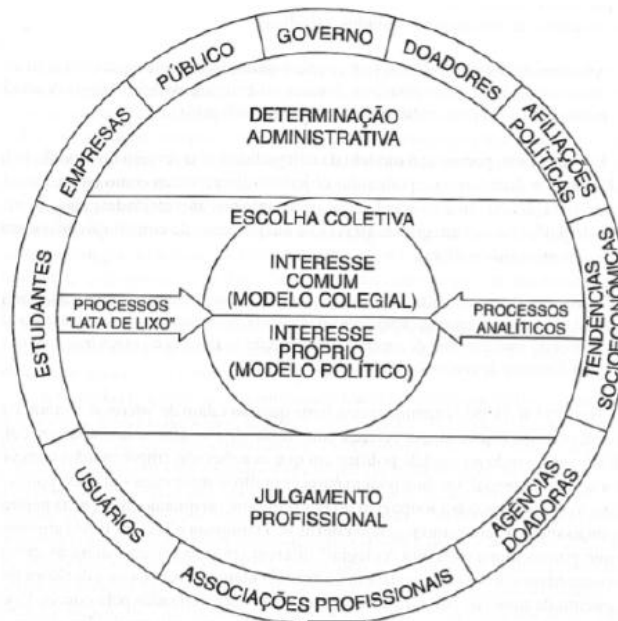 GOVERNO
DOADORES
AFILIAÇÕES
POLÍTICAS
TENDÊNCIAS
SOCIOECONÔMICAS
AGÊNCIAS
DOADORAS
ASSOCIAÇÕES PROFISSIONAIS
USUÁRIOS
ESTUDANTES
EMPRESAS
PÚBLICO
DETERMINAÇÃO
ADMINISTRATIVA
ESCOLHA COLETIVA
INTERESSE
COMUM
(MODELO COLEGIAL)
PROCESSOS
"LATA DE LIXO"
PROCESSOS
ANALÍTICOS
INTERESSE
PRÓPRIO
(MODELO POLÍTICO)
JULGAMENTO
PROFISSIONAL